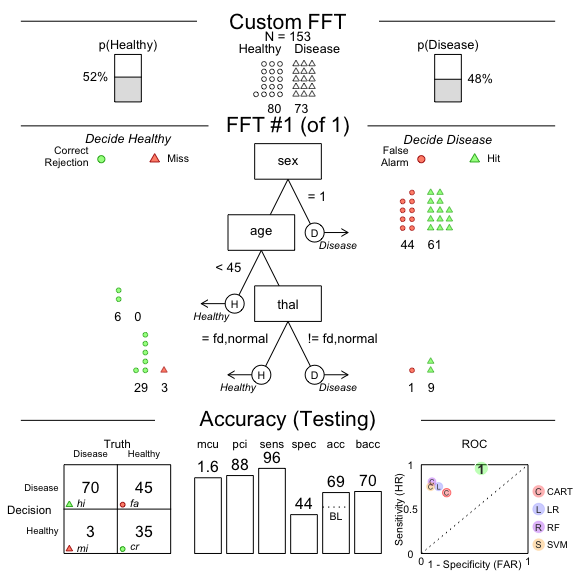 Custom FFT
N = 153
p(Healthy)
Healthy Disease
p(Disease)
52%
48%
80 73
FFT #1 (of 1)
Decide Healthy
Decide Disease
Correct Rejection
Miss
False Alarm
Hit
sex
= 1
age
D
Disease
44 61
< 45
H
Healthy
6 0
thal
= fd,normal
!= fd,normal
H
Healthy
D
Disease
29 3
1 9
Accuracy (Testing)
Truth
Disease Healthy
Decision
Disease
70
hi
45
fa
Healthy
3
mi
35
cr
mcu pci sens spec acc bacc
1.6 88 96 44 69 70
BL
ROC
1
0.5
0
Sensitivity (HR)
1
C
L
R
S
C
0 1 - Specificity (FAR) 1
C CART
L LR
R RF
S SVM